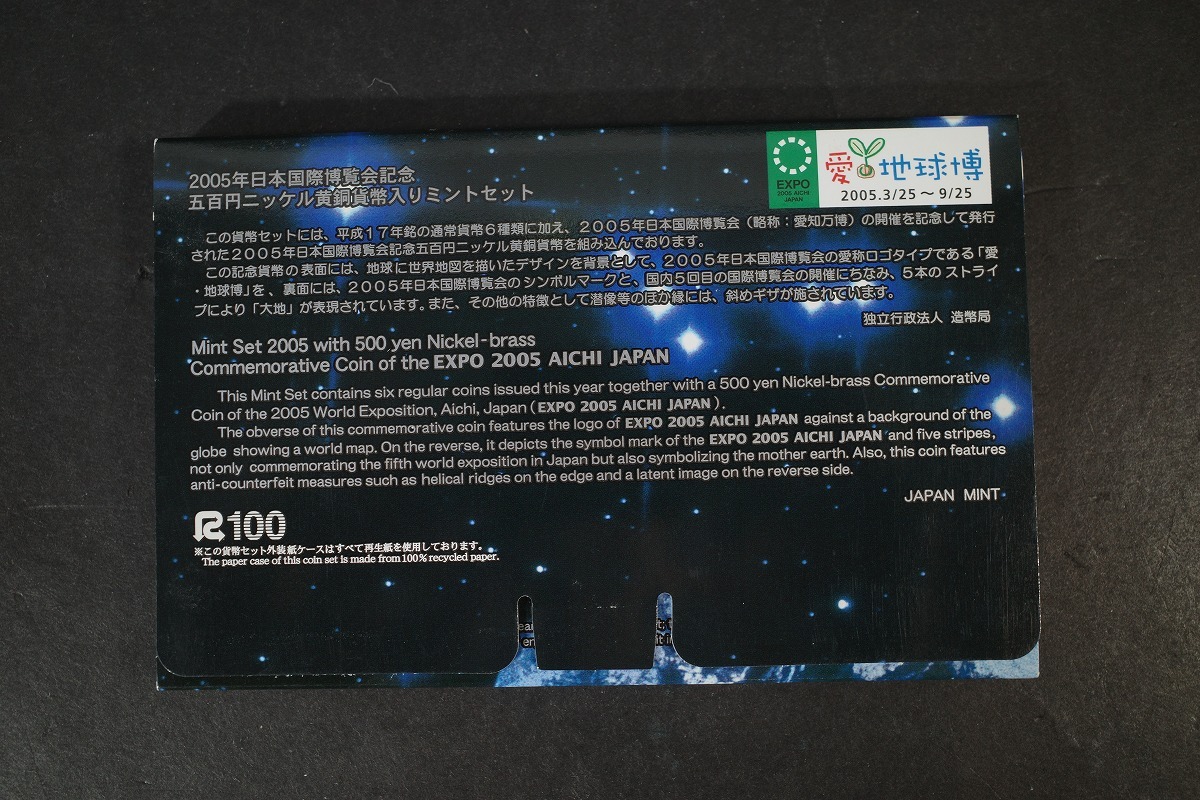 EXPO
2005 AICHI
JAPAN
愛・地球博
2005.3/25～9/25
2005年日本国際博覧会記念
五百円ニッケル黄銅貨幣入りミントセット
この貨幣セットには、平成17年銘の通常貨幣6種類に加え、2005年日本国際博覧会（略称：愛知万博）の開催を記念して発行
された2005年日本国際博覧会記念五百円ニッケル黄銅貨幣を組み込んでおります。
この記念貨幣の表面には、地球に世界地図を描いたデザインを背景として、2005年日本国際博覧会の愛称ロゴタイプである「愛
・地球博」を、裏面には、2005年日本国際博覧会のシンボルマークと、国内5回目の国際博覧会の開催にちなみ、5本のストライ
プにより「大地」が表現されています。また、その他の特徴として潜像等のほか縁には、斜めギザが施されています。
独立行政法人 造幣局
Mint Set 2005 with 500 yen Nickel-brass
Commemorative Coin of the EXPO 2005 AICHI JAPAN
This Mint Set contains six regular coins issued this year together with a 500 yen Nickel-brass Commemorative
Coin of the 2005 World Exposition, Aichi, Japan (EXPO 2005 AICHI JAPAN).
The obverse of this commemorative coin features the logo of EXPO 2005 AICHI JAPAN against a background of the
globe showing a world map. On the reverse, it depicts the symbol mark of the EXPO 2005 AICHI JAPAN and five stripes,
not only commemorating the fifth world exposition in Japan but also symbolizing the mother earth. Also, this coin features
anti-counterfeit measures such as helical ridges on the edge and a latent image on the reverse side.
JAPAN MINT
R100
※この貨幣セット外装紙ケースはすべて再生紙を使用しております。
The paper case of this coin set is made from 100% recycled paper.